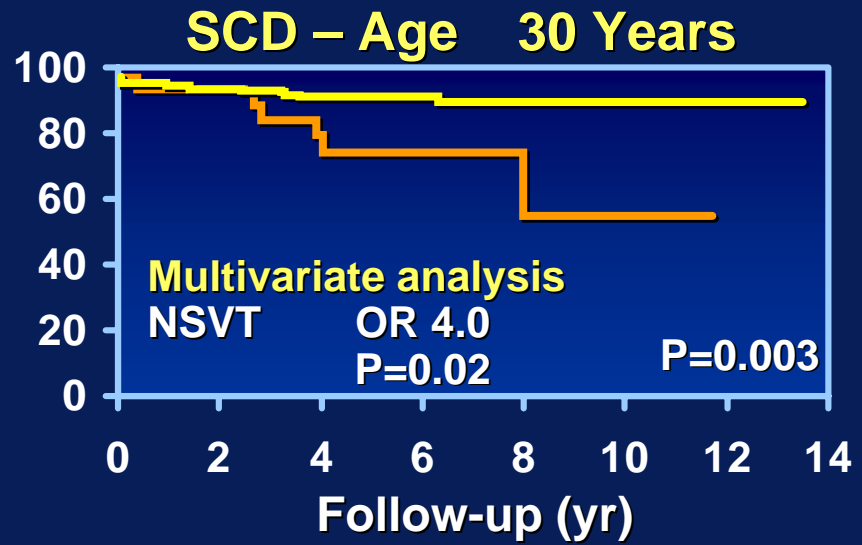 SCD – Age 30 Years
100
80
60
40
20
0
Multivariate analysis
NSVT OR 4.0
P=0.02
P=0.003
0 2 4 6 8 10 12 14
Follow-up (yr)